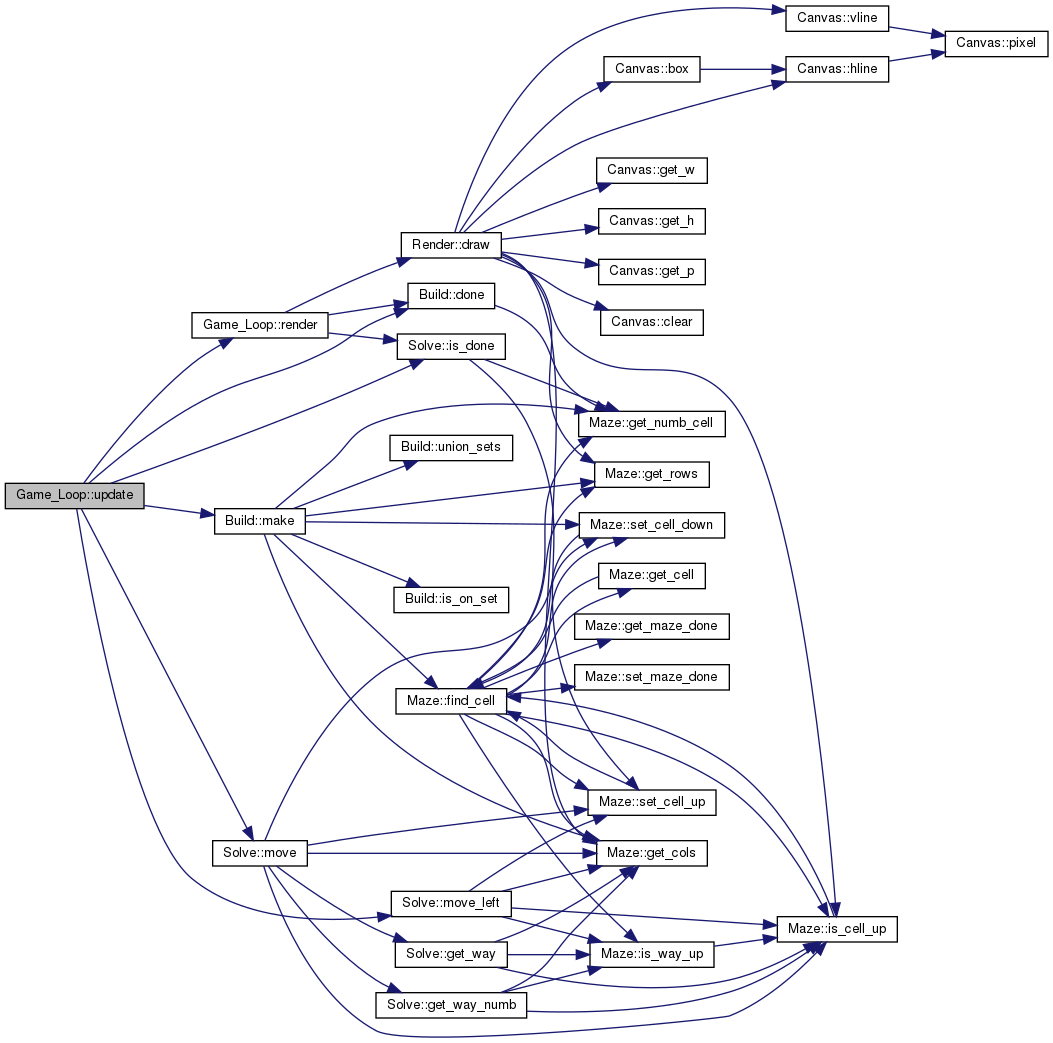 Canvas::vline
Canvas::pixel
Canvas::box
Canvas::hline
Canvas::get_w
Canvas::get_h
Render::draw
Canvas::get_p
Build::done
Canvas::clear
Game_Loop::render
Solve::is_done
Maze::get_numb_cell
Build::union_sets
Maze::get_rows
Game_Loop::update
Build::make
Maze::set_cell_down
Maze::get_cell
Build::is_on_set
Maze::get_maze_done
Maze::set_maze_done
Maze::find_cell
Maze::set_cell_up
Solve::move
Maze::get_cols
Solve::move_left
Maze::is_cell_up
Solve::get_way
Maze::is_way_up
Solve::get_way_numb